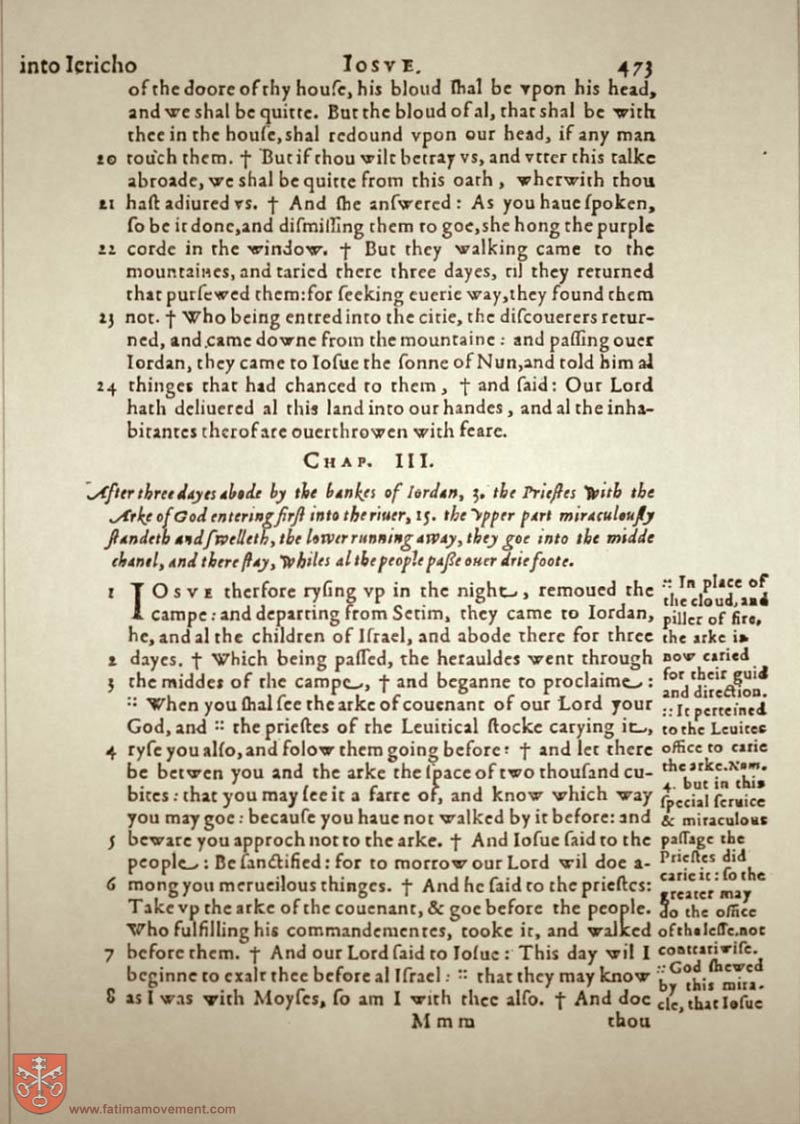 into Iericho IOSVE. 473
of the doore of thy houſe, his bloud ſhal be vpon his head,
and we ſhal be quitte. But the bloud of al, that ſhal be with
thee in the houſe, ſhal redound vpon our head, if any man
20 touch them. † But if thou wilt betray vs, and vtter this talke
abroade, we ſhal be quitte from this oath, wherwith thou
21 haſt adiured vs. † And ſhe anſwered: As you haue ſpoken,
ſo be it done, and diſmiſſing them to goe, ſhe hong the purple
22 corde in the window. † But they walking came to the
mountaines, and taried there three dayes, til they returned
that purſewed them: for ſeeking euerie way, they found them
23 not. † Who being entred into the citie, the diſcouerers retur-
ned, and came downe from the mountaine: and paſſing ouer
Iordan, they came to Ioſue the ſonne of Nun, and told him al
24 thinges that had chanced to them, † and ſaid: Our Lord
hath deliuered al this land into our handes, and al the inha-
bitantes therof are ouerthrowen with feare.
CHAP. III.
After three dayes abode by the bankes of Iordan, 3. the Prieſtes with the
Arke of God entering firſt into the riuer, 15. the vpper part miraculouſly
ſtandeth and ſwelleth, the lower running away, they goe into the midde
chanel, and there ſtay, whiles al the people paſſe ouer drie foote.
1 IOSVE therfore ryſing vp in the night, remoued the
campe: and departing from Setim, they came to Iordan,
he, and al the children of Iſrael, and abode there for three
2 dayes. † Which being paſſed, the herauldes went through
3 the middes of the campe, † and beganne to proclaime:
:: When you ſhal ſee the arke of couenant of our Lord your
God, and :: the prieſtes of the Leuitical ſtocke carying it,
4 ryſe you alſo, and folow them going before: † and let there
be betwen you and the arke the ſpace of two thouſand cu-
bites: that you may ſee it a farre of, and know which way
you may goe: becauſe you haue not walked by it before: and
5 beware you approch not to the arke. † And Ioſue ſaid to the
people: Be ſanctified: for to morrow our Lord wil doe a-
6 mong you merueilous thinges. † And he ſaid to the prieſtes:
Take vp the arke of the couenant, & goe before the people.
Who fulfilling his commandementes, tooke it, and walked
7 before them. † And our Lord ſaid to Ioſue: This day wil I
beginne to exalt thee before al Iſrael: :: that they may know
8 as I was with Moyſes, ſo am I with thee alſo. † And doe
:: In place of
the cloud, and
piller of fire,
the arke is
now caried
for their guid
and direction.
:: It perteined
to the Leuites
office to carie
the arke. Num.
4. but in this
ſpecial ſeruice
& miraculous
paſſage the
Prieſtes did
carie it: ſo the
greater may
do the office
of the leſſe, not
contrariwiſe.
:: God ſhewed
by this mira-
cle, that Ioſue
Mmm thou
www.fatimamovement.com